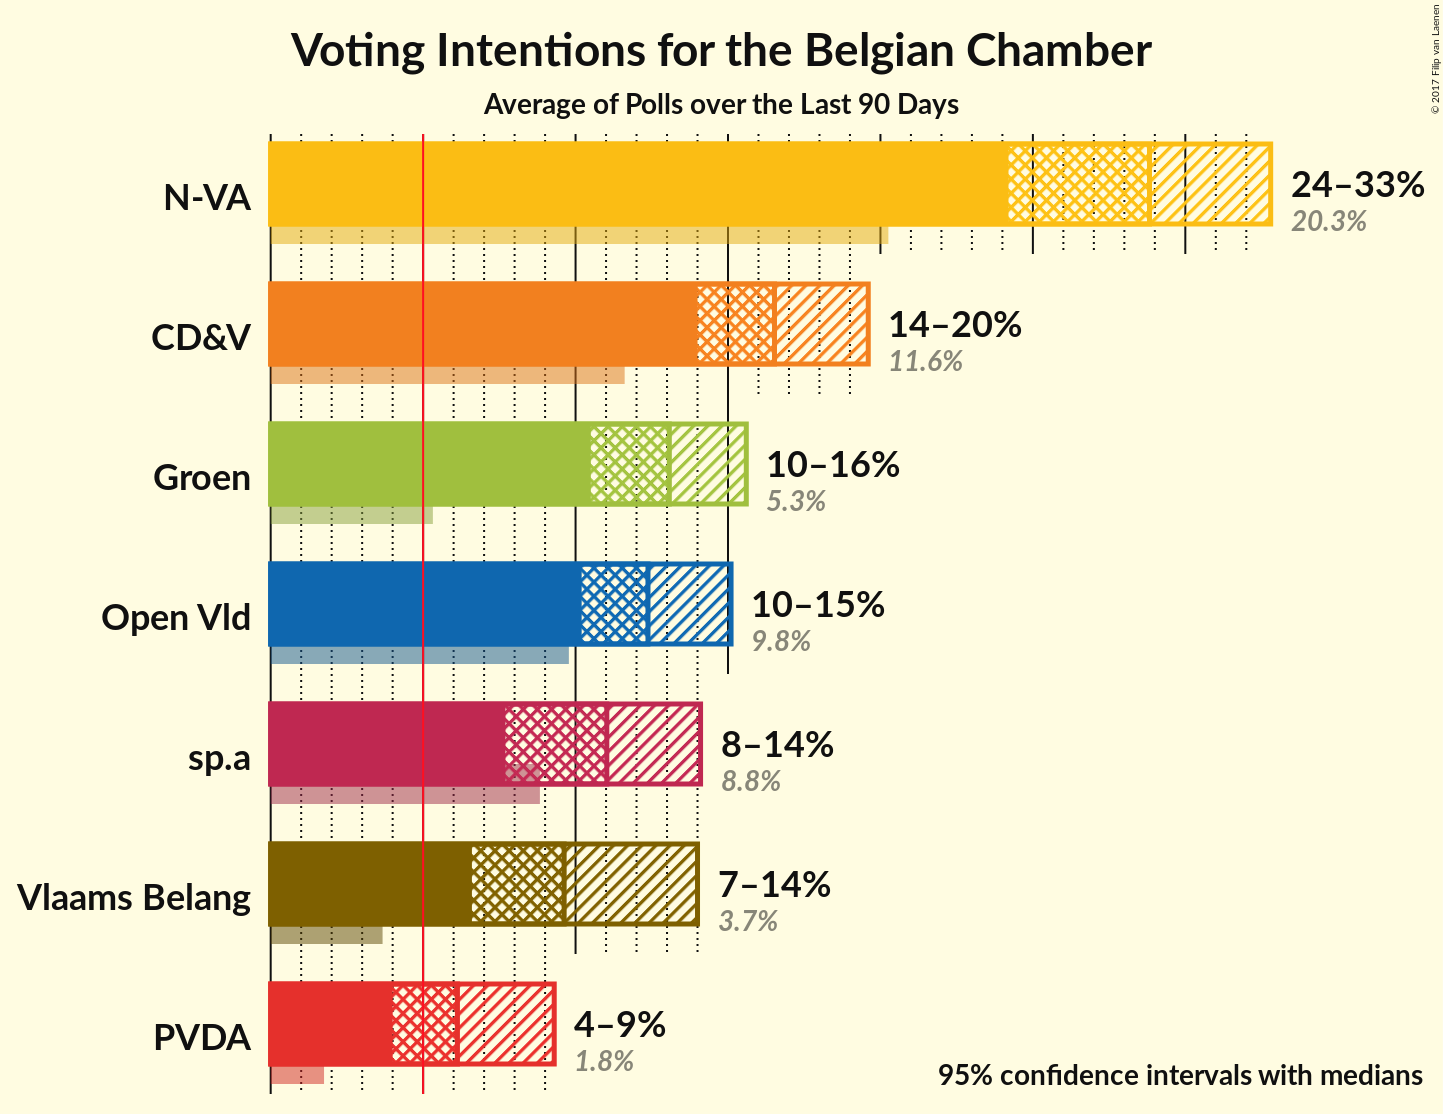 Voting Intentions for the Belgian Chamber
Average of Polls over the Last 90 Days
© 2017 Filip van Laenen
N-VA
24–33%
20.3%
CD&V
14–20%
11.6%
Groen
10–16%
5.3%
Open Vld
10–15%
9.8%
sp.a
8–14%
8.8%
Vlaams Belang
7–14%
3.7%
PVDA
4–9%
1.8%
95% confidence intervals with medians